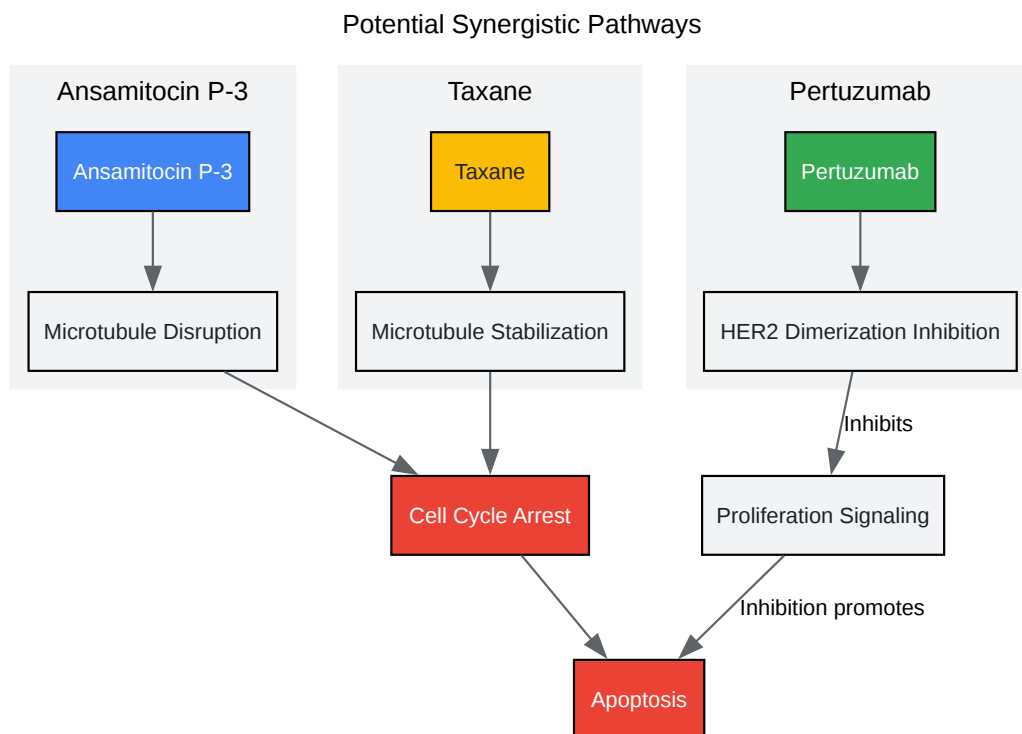 Potential Synergistic Pathways
Ansamitocin P-3
Taxane
Pertuzumab
Ansamitocin P-3
Taxane
Pertuzumab
Microtubule Disruption
Microtubule Stabilization
HER2 Dimerization Inhibition
Inhibits
Cell Cycle Arrest
Proliferation Signaling
Inhibition promotes
Apoptosis